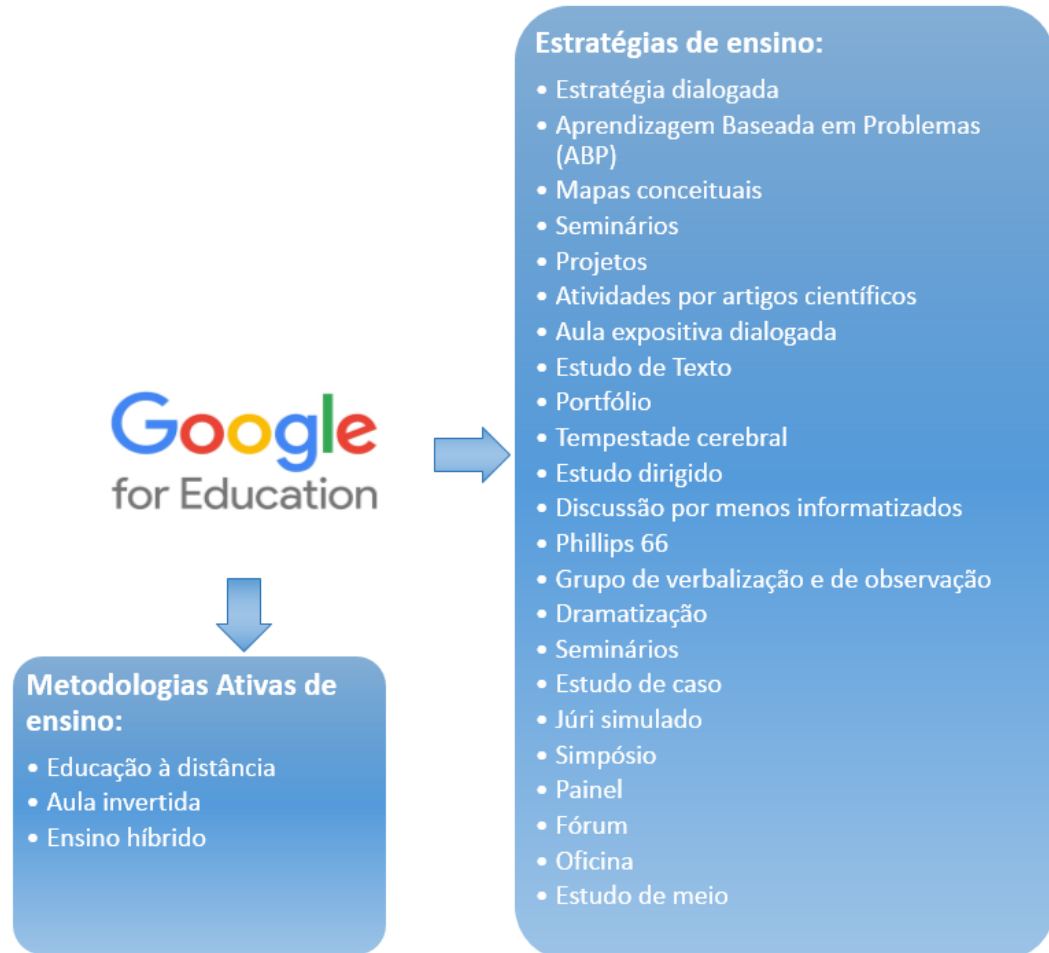 Google
for Education
Metodologias Ativas de
ensino:
• Educação à distância
• Aula invertida
• Ensino híbrido
Estratégias de ensino:
• Estratégia dialogada
• Aprendizagem Baseada em Problemas
(ABP)
• Mapas conceituais
• Seminários
• Projetos
• Atividades por artigos científicos
• Aula expositiva dialogada
• Estudo de Texto
• Portfólio
• Tempestade cerebral
• Estudo dirigido
• Discussão por menos informatizados
• Phillips 66
• Grupo de verbalização e de observação
• Dramatização
• Seminários
• Estudo de caso
• Júri simulado
• Simpósio
• Painel
• Fórum
• Oficina
• Estudo de meio